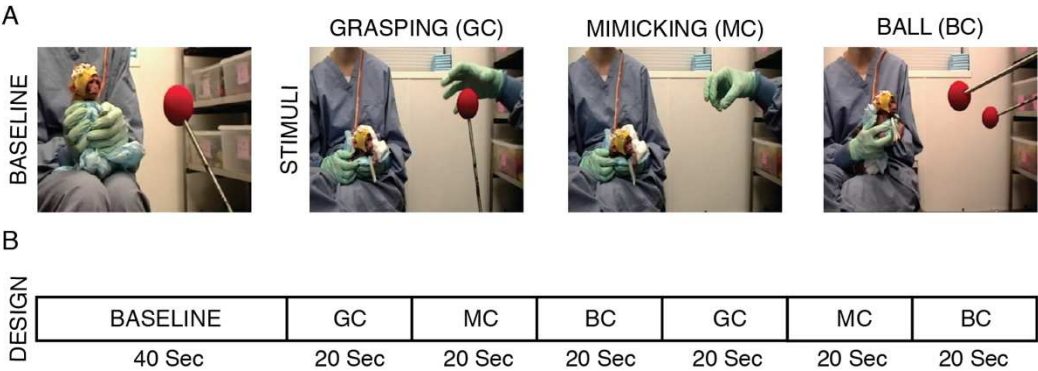 A
GRASPING (GC)
MIMICKING (MC)
BALL (BC)
BASELINE
STIMULI
B
DESIGN
BASELINE
GC
MC
BC
GC
MC
BC
40 Sec
20 Sec
20 Sec
20 Sec
20 Sec
20 Sec
20 Sec